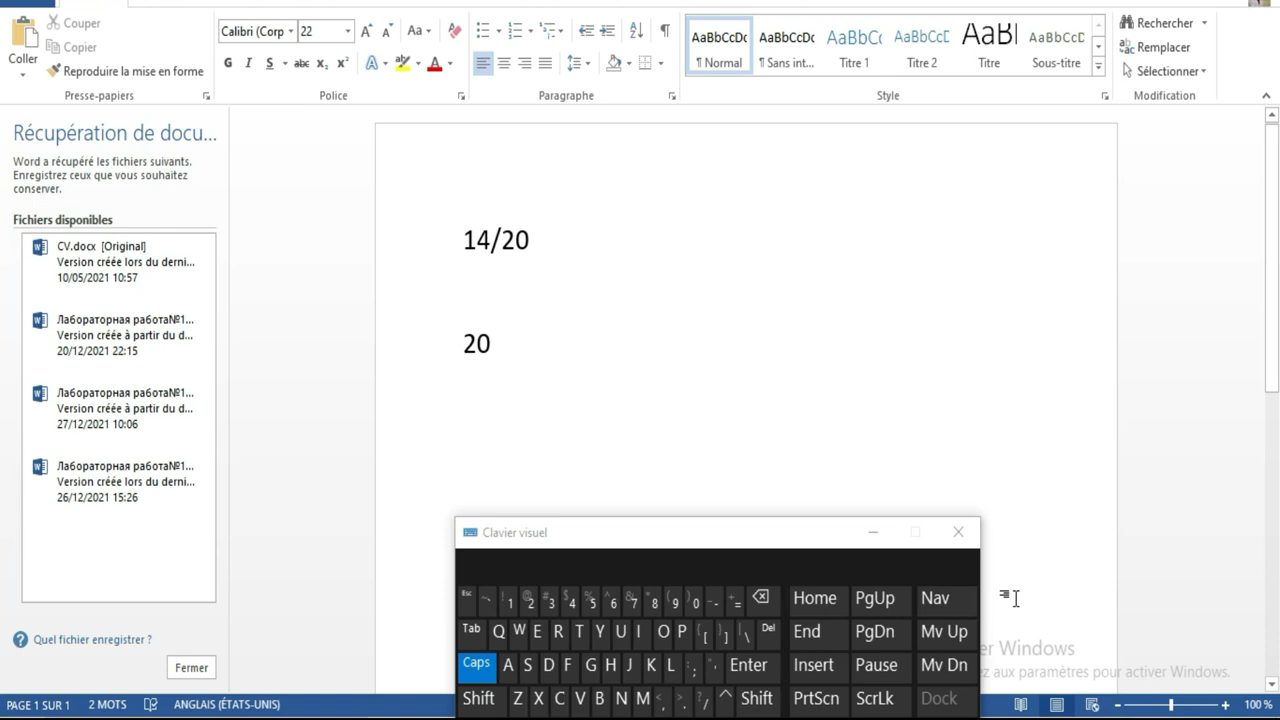 Couper
Copier
Coller
Reproduire la mise en forme
Presse-papiers
Calibri (Corp
22
Aa
G I S abc x₂ x²
A
Police
Paragraphe
AaBbCcDc
¶ Normal
AaBbCcDc
¶ Sans int...
AaBbC
Titre 1
AaBbCcC
Titre 2
AaBl
Titre
AaBbCcC
Sous-titre
Style
Rechercher
Remplacer
Sélectionner
Modification
Récupération de docu...
Word a récupéré les fichiers suivants.
Enregistrez ceux que vous souhaitez
conserver.
Fichiers disponibles
CV.docx [Original]
Version créée lors du derni...
10/05/2021 10:57
Лабораторная работа№1...
Version créée à partir du d...
20/12/2021 22:15
Лабораторная работа№1...
Version créée à partir du d...
27/12/2021 10:06
Лабораторная работа№1...
Version créée lors du derni...
26/12/2021 15:26
Quel fichier enregistrer ?
Fermer
14/20
20
Clavier visuel
Esc ~ ` ! 1 @ 2 # 3 $ 4 % 5 ^ 6 & 7 * 8 ( 9 ) 0 _ - + = Home PgUp Nav
Tab Q W E R T Y U I O P { [ } ] | \ Del End PgDn Mv Up
Caps A S D F G H J K L : ; " ' Enter Insert Pause Mv Dn
Shift Z X C V B N M < , > . ? / ^ Shift PrtScn ScrLk Dock
er Windows
z aux paramètres pour activer Windows.
PAGE 1 SUR 1
2 MOTS
ANGLAIS (ÉTATS-UNIS)
100 %